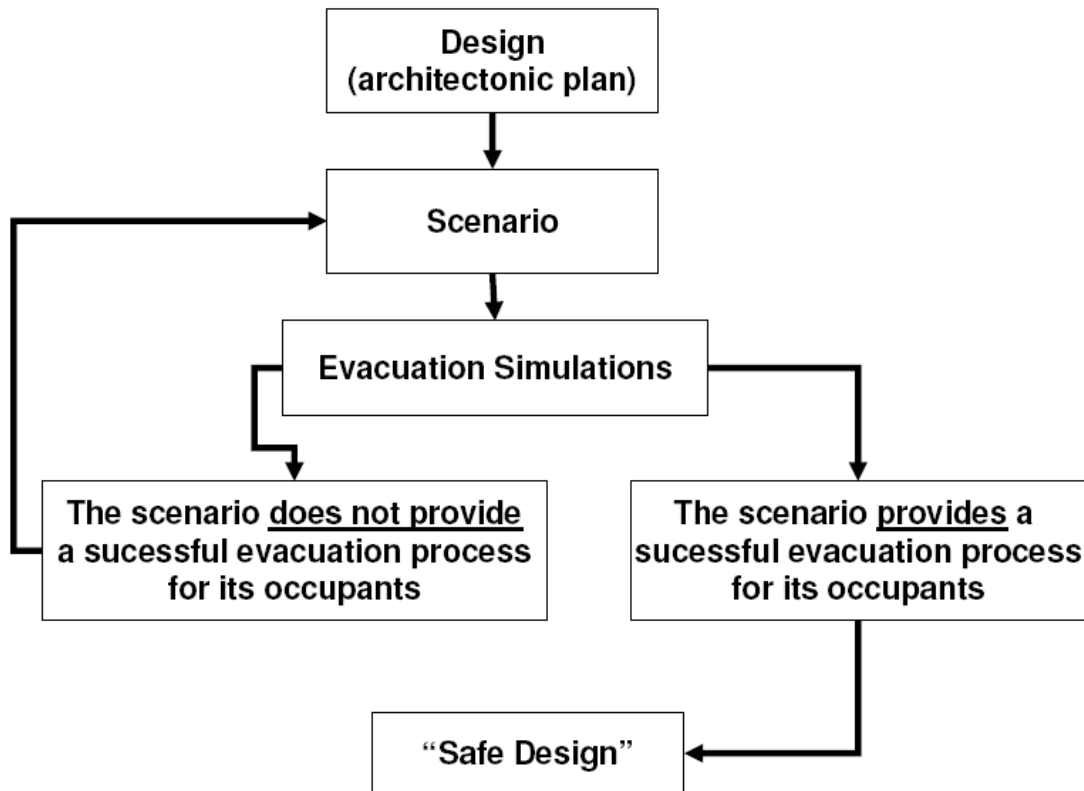 Design
(architectonic plan)
Scenario
Evacuation Simulations
The scenario does not provide
a sucessful evacuation process
for its occupants
The scenario provides a
sucessful evacuation process
for its occupants
“Safe Design”